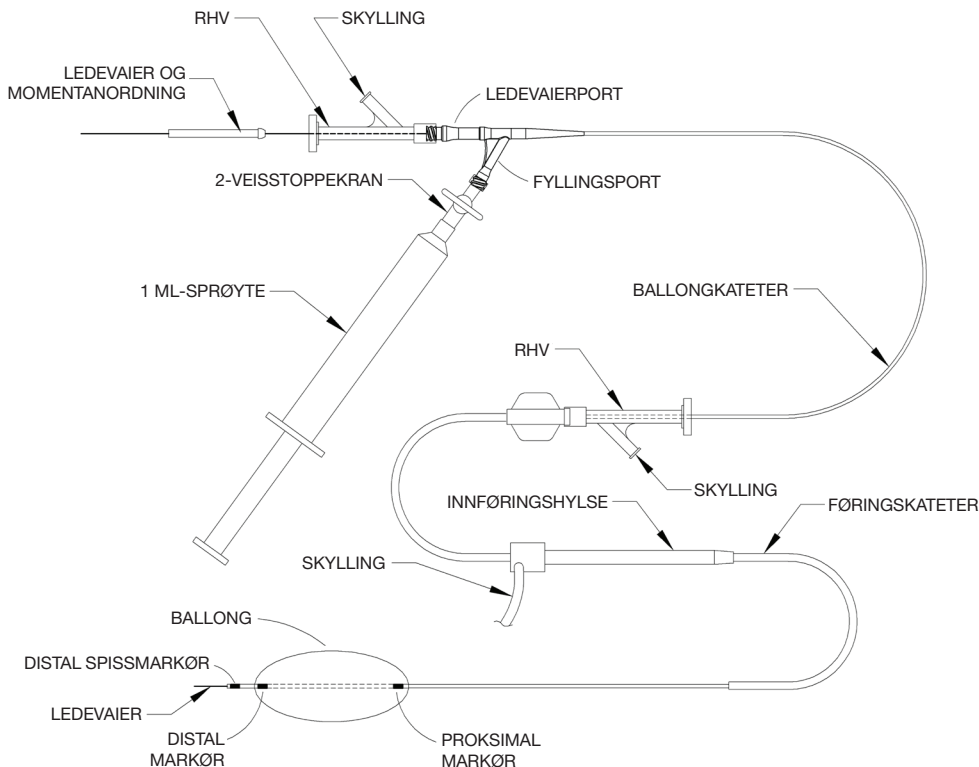 RHV
SKYLLING
LEDEVAIER OG
MOMENTANORDNING
LEDEVAIERPORT
2-VEISSTOPPEKRAN
FYLLINGSPORT
1 ML-SPRØYTE
BALLONGKATETER
RHV
SKYLLING
INNFØRINGSHYLSE
FØRINGSKATETER
SKYLLING
BALLONG
DISTAL SPISSMARKØR
LEDEVAIER
DISTAL
MARKØR
PROKSIMAL
MARKØR